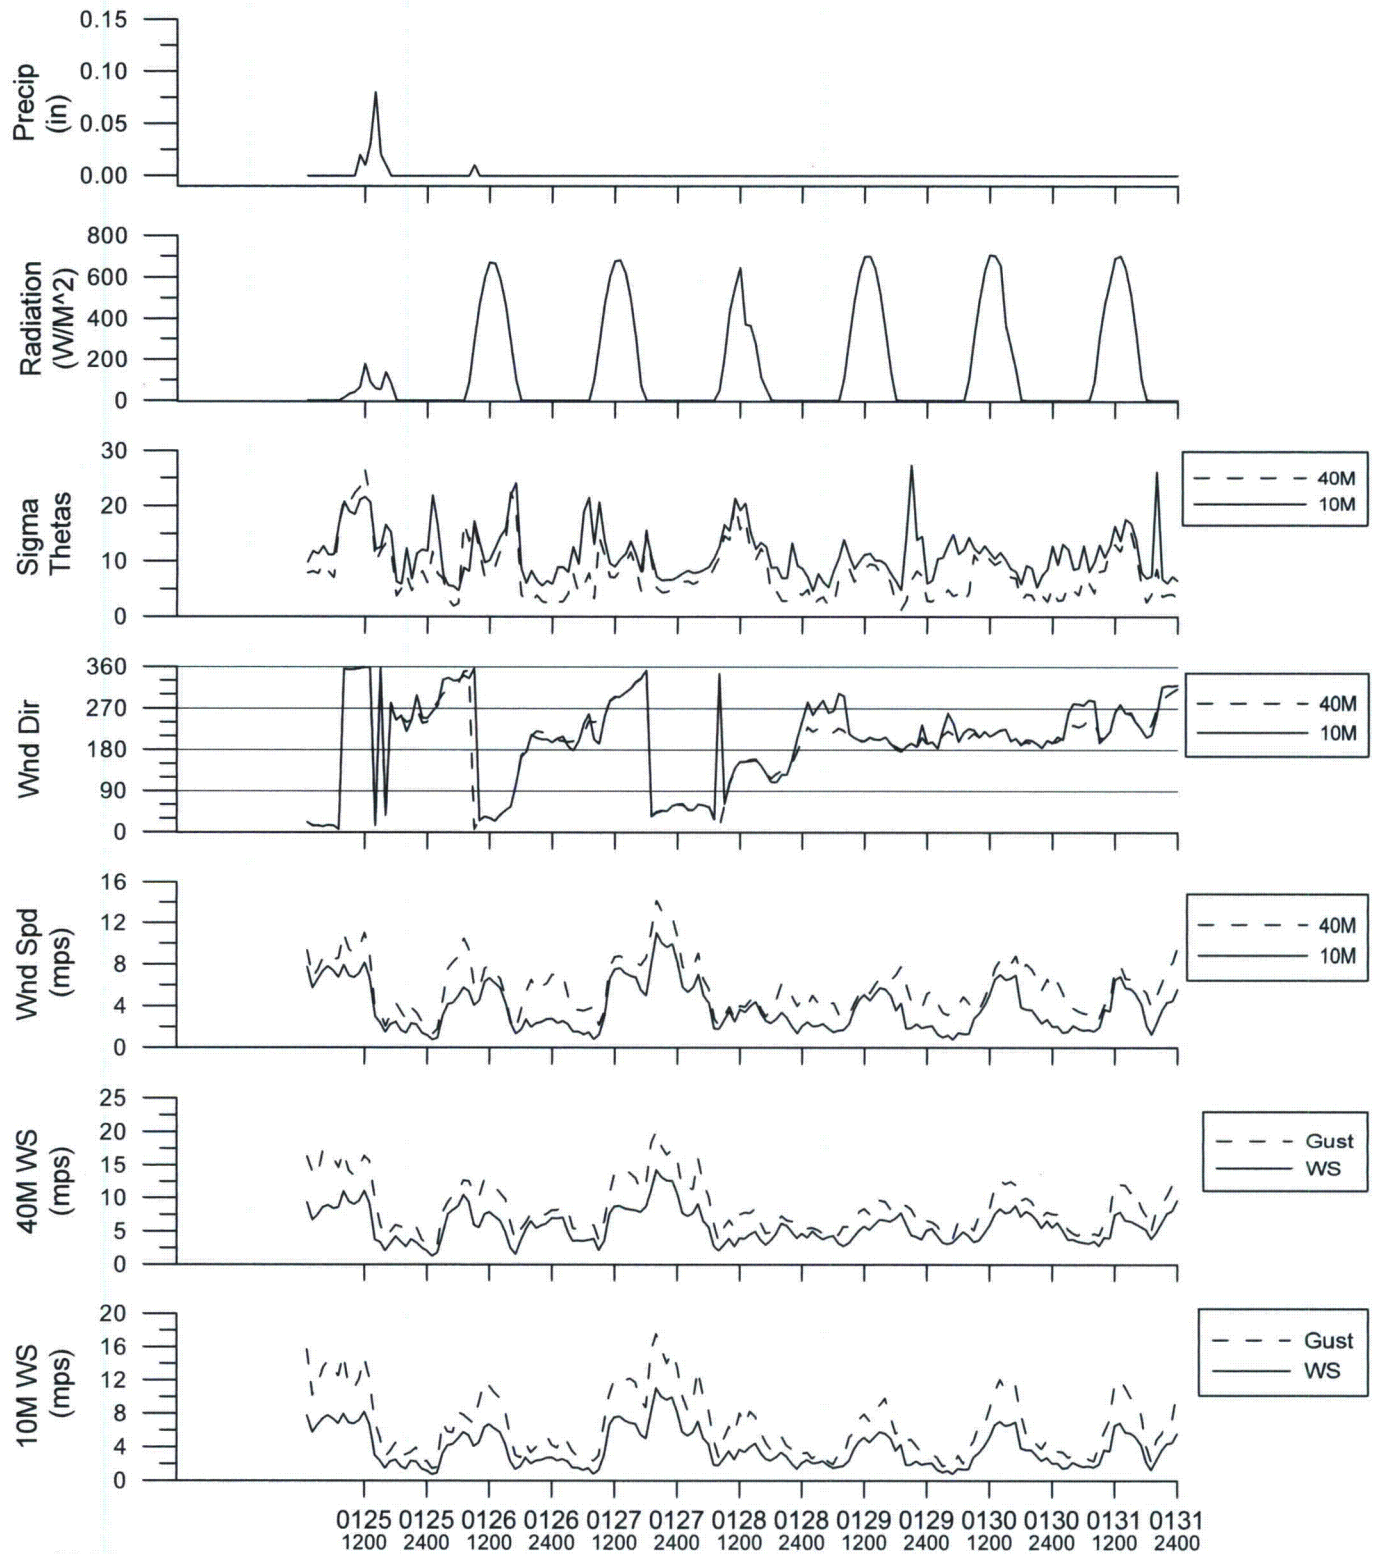 0.15
0.10
0.05
0.00
Precip
(in)
800
600
400
200
0
Radiation
(W/M^2)
30
20
10
0
Sigma
Thetas
40M
10M
360
270
180
90
0
Wnd Dir
40M
10M
16
12
8
4
0
Wnd Spd
(mps)
40M
10M
25
20
15
10
5
0
40M WS
(mps)
Gust
WS
20
16
12
8
4
0
10M WS
(mps)
Gust
WS
0125 0125 0126 0126 0127 0127 0128 0128 0129 0129 0130 0130 0131 0131
1200 2400 1200 2400 1200 2400 1200 2400 1200 2400 1200 2400 1200 2400